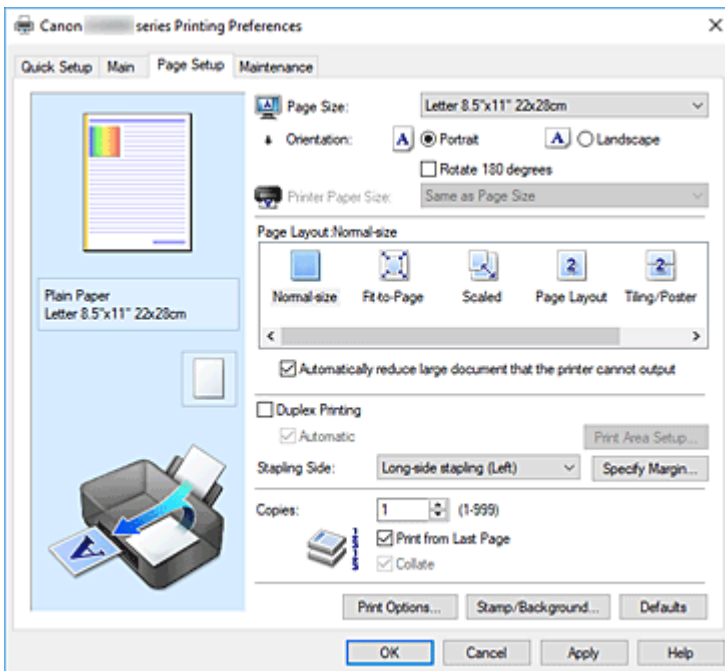 Canon series Printing Preferences
Quick Setup Main Page Setup Maintenance
Page Size: Letter 8.5"x11" 22x28cm
Orientation: A Portrait A Landscape
Rotate 180 degrees
Printer Paper Size: Same as Page Size
Page Layout:Normal-size
Normal-size Fit-to-Page Scaled Page Layout Tiling/Poster
Automatically reduce large document that the printer cannot output
Plain Paper
Letter 8.5"x11" 22x28cm
Duplex Printing
Automatic Print Area Setup...
Stapling Side: Long-side stapling (Left) Specify Margin...
Copies: 1 (1-999)
Print from Last Page
Collate
Print Options... Stamp/Background... Defaults
OK Cancel Apply Help